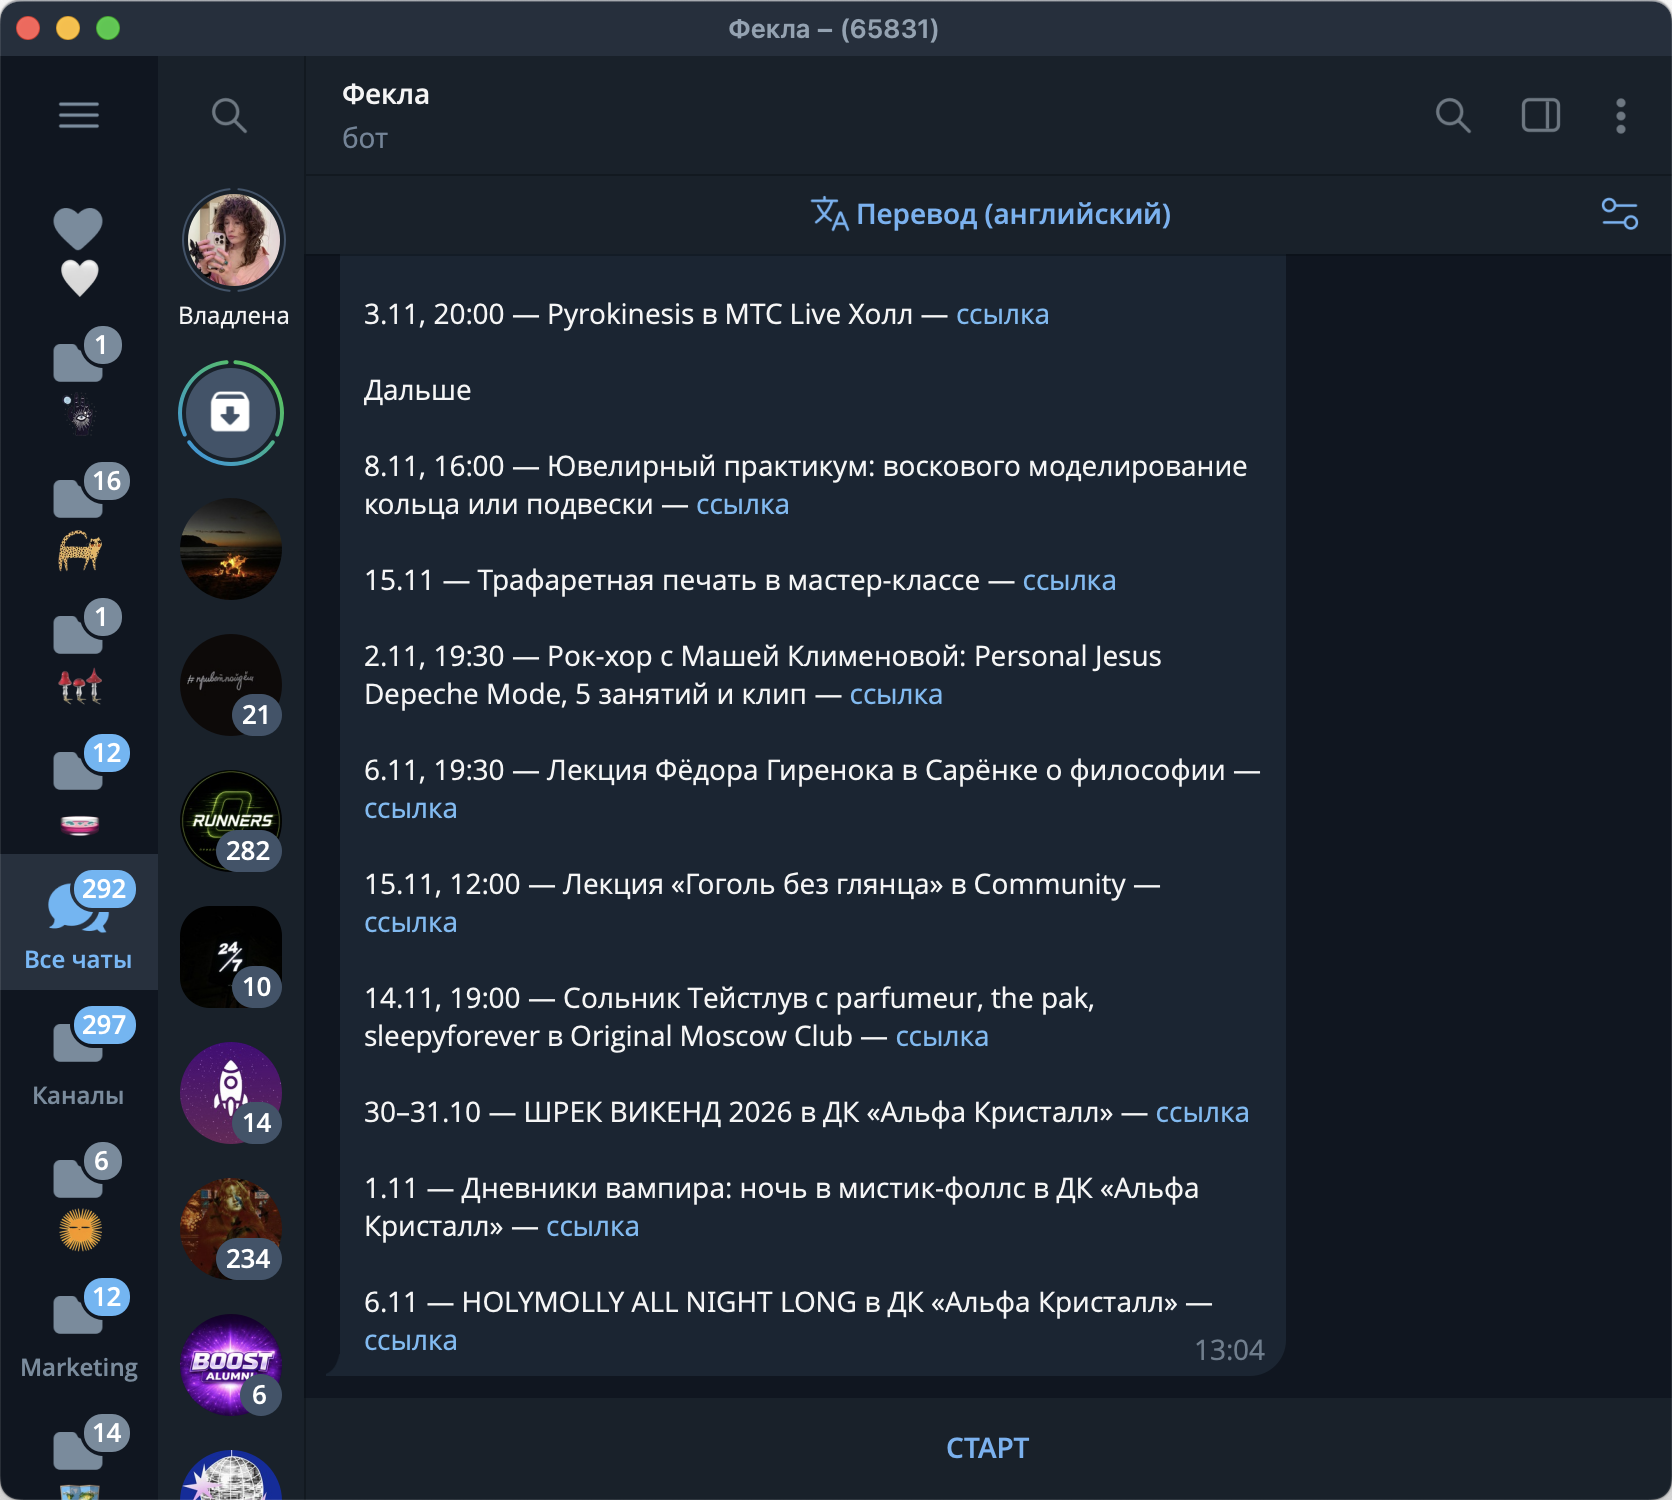 Фекла – (65831)
Фекла
бот
Перевод (английский)
Владлена
1
16
1
12
292
Все чаты
297
Каналы
6
12
Marketing
14
#привет,пойдём
21
RUNNERS
282
24/7
10
14
234
BOOST
ALUMNI
6
3.11, 20:00 — Pyrokinesis в МТС Live Холл — ссылка
Дальше
8.11, 16:00 — Ювелирный практикум: воскового моделирование
кольца или подвески — ссылка
15.11 — Трафаретная печать в мастер-классе — ссылка
2.11, 19:30 — Рок-хор с Машей Клименовой: Personal Jesus
Depeche Mode, 5 занятий и клип — ссылка
6.11, 19:30 — Лекция Фёдора Гиренока в Сарёнке о философии —
ссылка
15.11, 12:00 — Лекция «Гоголь без глянца» в Community —
ссылка
14.11, 19:00 — Сольник Тейстлув с parfumeur, the pak,
sleepyforever в Original Moscow Club — ссылка
30–31.10 — ШРЕК ВИКЕНД 2026 в ДК «Альфа Кристалл» — ссылка
1.11 — Дневники вампира: ночь в мистик-фоллс в ДК «Альфа
Кристалл» — ссылка
6.11 — HOLYMOLLY ALL NIGHT LONG в ДК «Альфа Кристалл» —
ссылка
13:04
СТАРТ